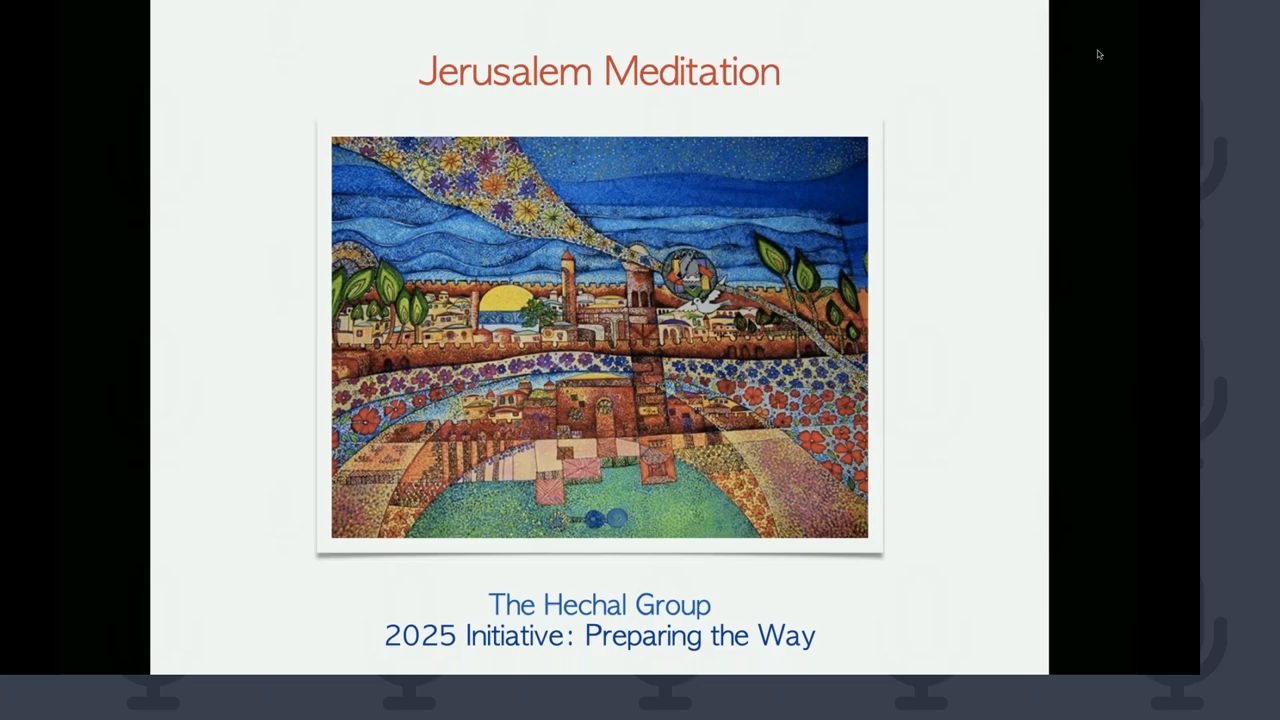 Jerusalem Meditation
The Hechal Group
2025 Initiative: Preparing the Way